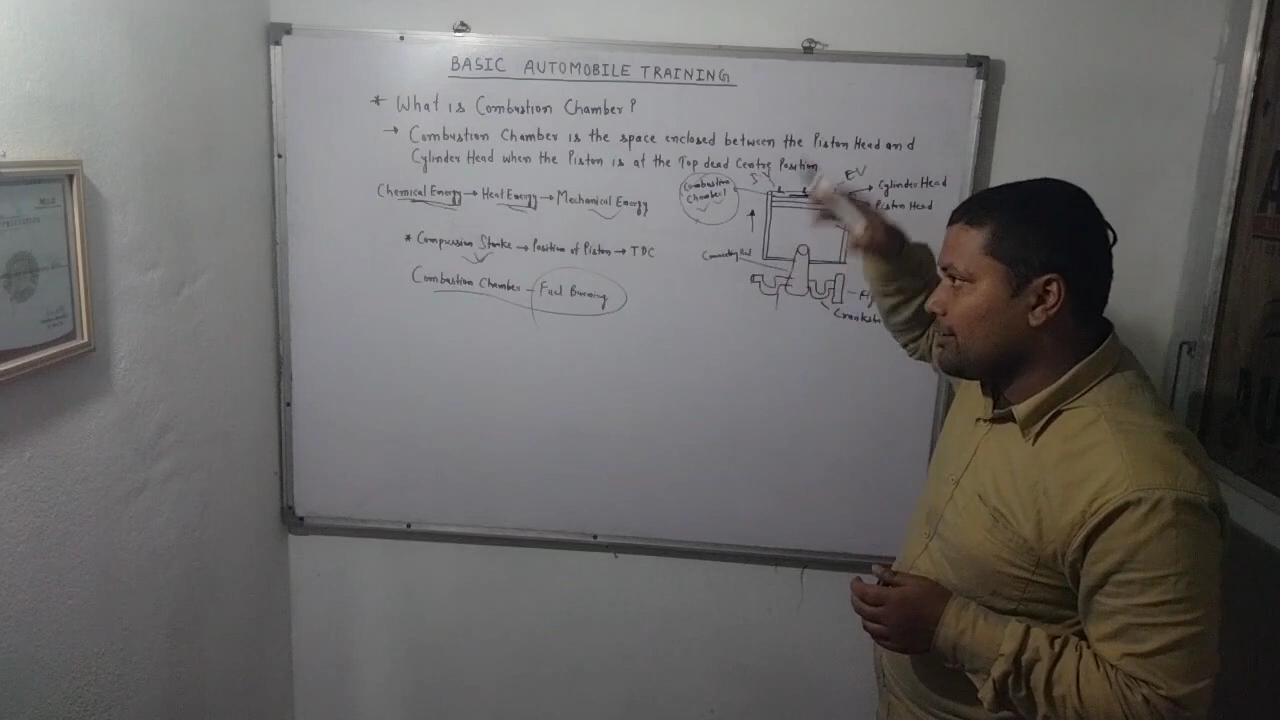 BASIC AUTOMOBILE TRAINING
* What is Combustion Chamber?
→ Combustion Chamber is the space enclosed between the Piston Head and
Cylinder Head when the Piston is at the Top dead Centre Position
EV
Combustion
Chamber
Cylinder Head
Piston Head
Chemical Energy → Heat Energy → Mechanical Energy
* Compression Stroke → Position of Piston → TDC
Connecting Rod
Combustion Chamber - Fuel Burning